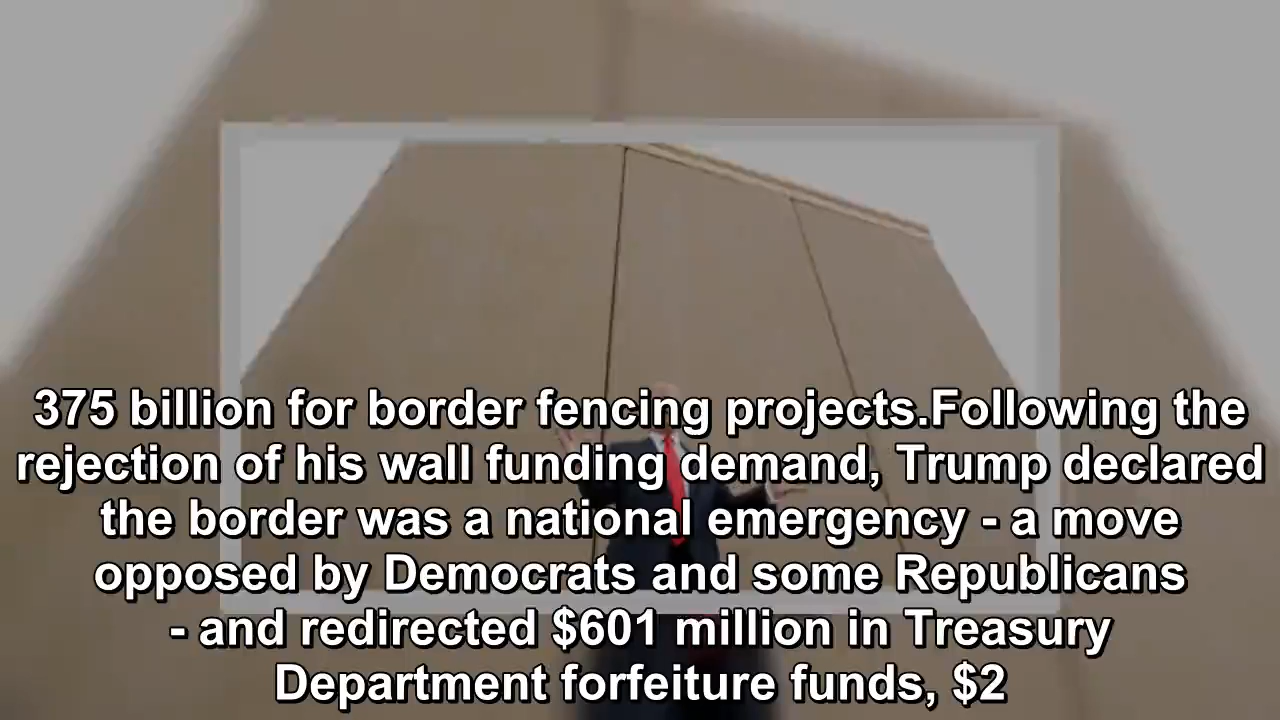 375 billion for border fencing projects.Following the
rejection of his wall funding demand, Trump declared
the border was a national emergency - a move
opposed by Democrats and some Republicans
- and redirected $601 million in Treasury
Department forfeiture funds, $2